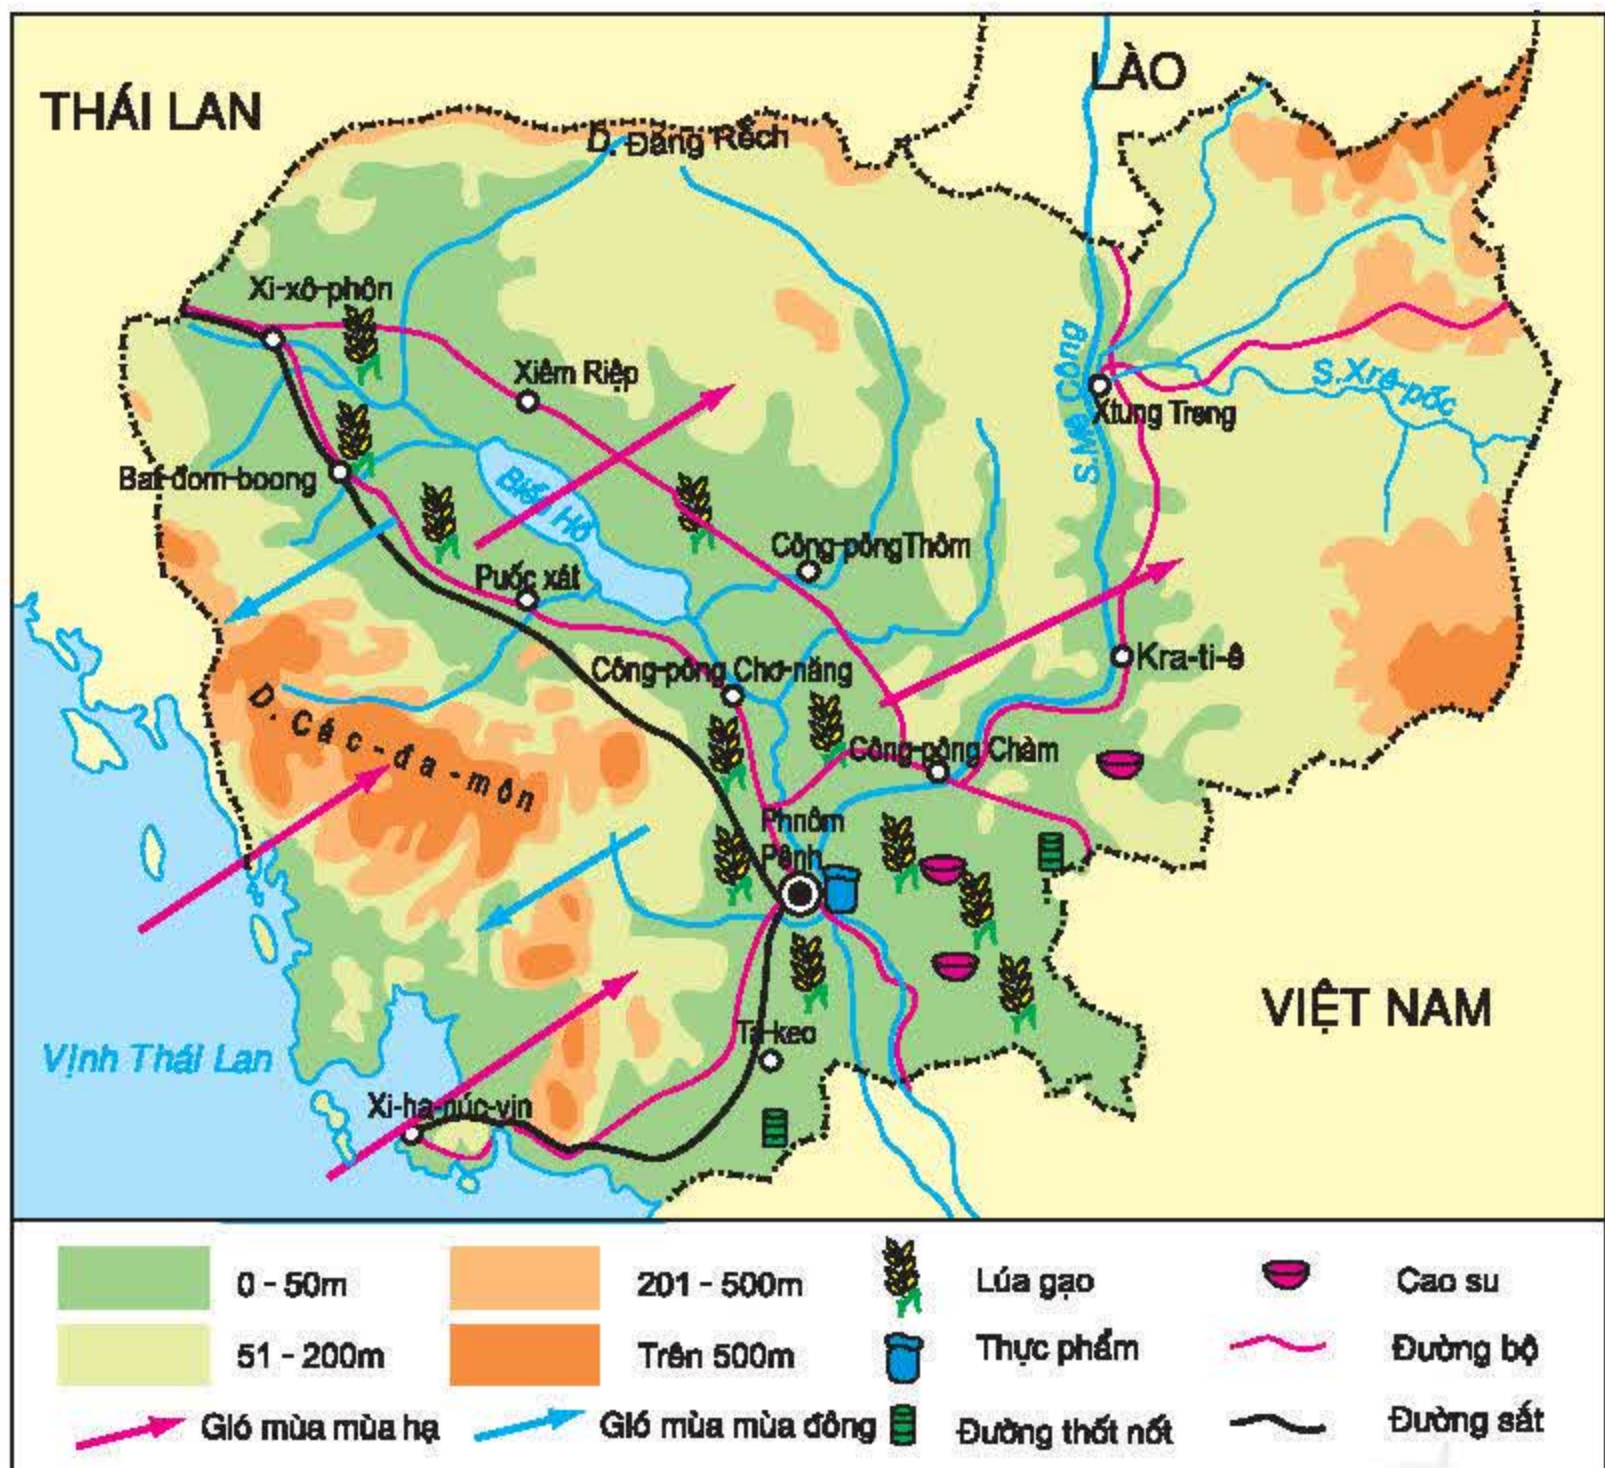 THÁI LAN
LÀO
D. Đăng Rếch
Xi-xô-phôn
Xiêm Riệp
S.Mê Công
S.Xrê-pốc
Xtung Treng
Bat-đom-boong
Biển Hồ
Công-pông Thôm
Puốc xát
Công-pông Chơ-năng
Kra-ti-ê
D. Các-đa-môn
Công-pông Chàm
Phnôm
Pênh
VIỆT NAM
Vịnh Thái Lan
Ta-keo
Xi-ha-núc-vin
0 - 50m
201 - 500m
Lúa gạo
Cao su
51 - 200m
Trên 500m
Thực phẩm
Đường bộ
Gió mùa mùa hạ
Gió mùa mùa đông
Đường thốt nốt
Đường sắt